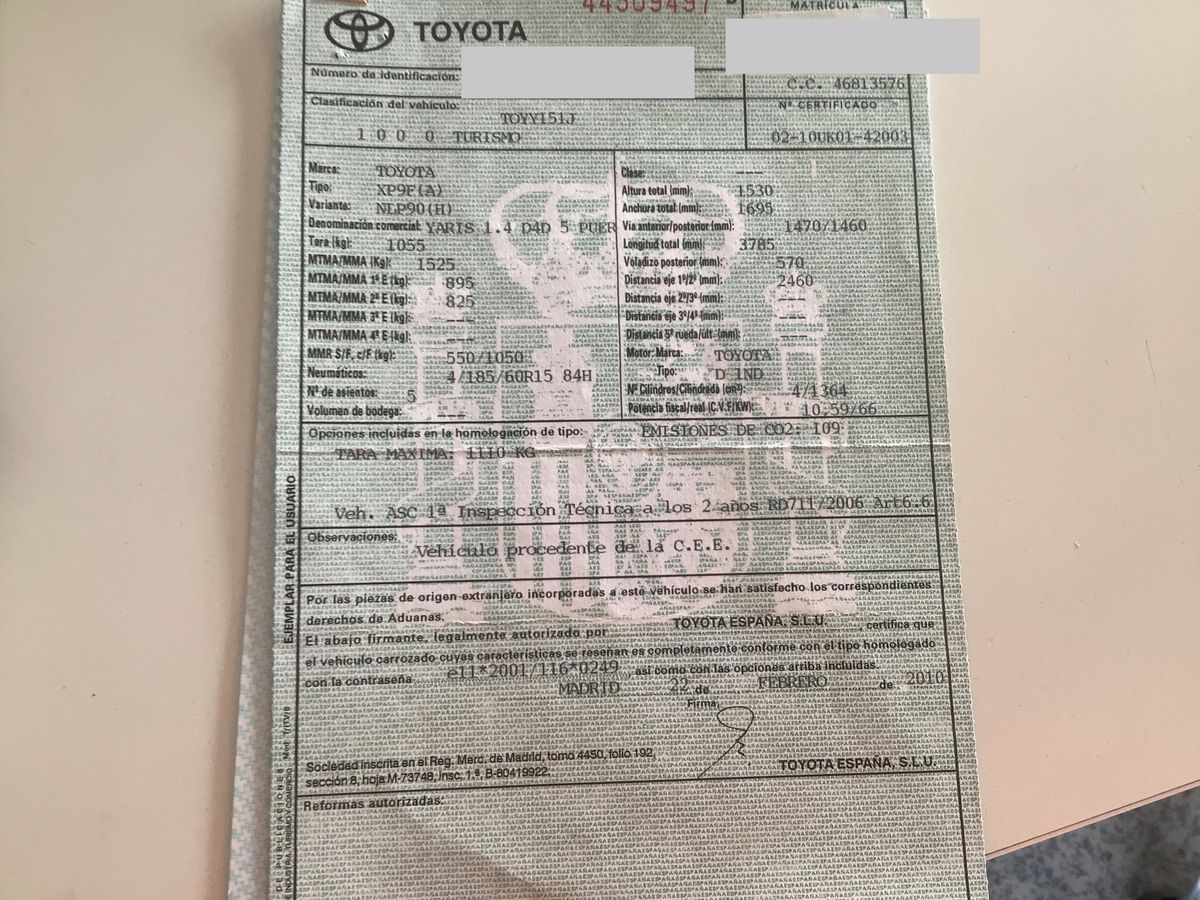 44509497
MATRÍCULA
TOYOTA
Número de identificación:
C.C. 46813576
Clasificación del vehículo:
Nº CERTIFICADO
TOYY151J
1 0 0 0 TURISMO
02-10UK01-42003
Marca: TOYOTA
Tipo: XP9F(A)
Variante: NLP90(H)
Denominación comercial: YARIS 1.4 D4D 5 PUER
Tara (kg): 1055
MTMA/MMA (Kg): 1525
MTMA/MMA 1º E (kg): 895
MTMA/MMA 2º E (kg): 825
MTMA/MMA 3º E (kg): ---
MTMA/MMA 4º E (kg): ---
MMR S/F, c/F (kg): 550/1050
Neumáticos: 4/185/60R15 84H
Nº de asientos: 5
Volumen de bodega: ---
Clase: ---
Altura total (mm): 1530
Anchura total (mm): 1695
Via anterior/posterior (mm): 1470/1460
Longitud total (mm): 3785
Voladizo posterior (mm): 570
Distancia eje 1º/2º (mm): 2460
Distancia eje 2º/3º (mm): ---
Distancia eje 3º/4º (mm): ---
Distancia 5ª rueda/últ. (mm): ---
Motor: Marca: TOYOTA
Tipo: D 1ND
Nº Cilindros/Cilindrada (cm³): 4/1364
Potencia fiscal/real (C.V.F/KW): 10,59/66
Opciones incluidas en la homologación de tipo: EMISIONES DE CO2: 109
TARA MAXIMA: 1110 KG
Veh. ASC 1ª Inspección Técnica a los 2 años RD711/2006 Art6.6
Observaciones: Vehículo procedente de la C.E.E.
Por las piezas de origen extranjero incorporadas a este vehículo se han satisfecho los correspondientes
derechos de Aduanas.
El abajo firmante, legalmente autorizado por TOYOTA ESPAÑA, S.L.U. certifica que
el vehículo carrozado cuyas características se reseñan es completamente conforme con el tipo homologado
con la contraseña e11*2001/116*0249 así como con las opciones arriba incluidas.
MADRID 22 de FEBRERO de 2010
Firma,
Sociedad inscrita en el Reg. Merc. de Madrid, tomo 4450, folio 192,
sección 8, hoja M-73748, Insc. 1.ª, B-80419922.
TOYOTA ESPAÑA, S.L.U.
Reformas autorizadas:
EJEMPLAR PARA EL USUARIO